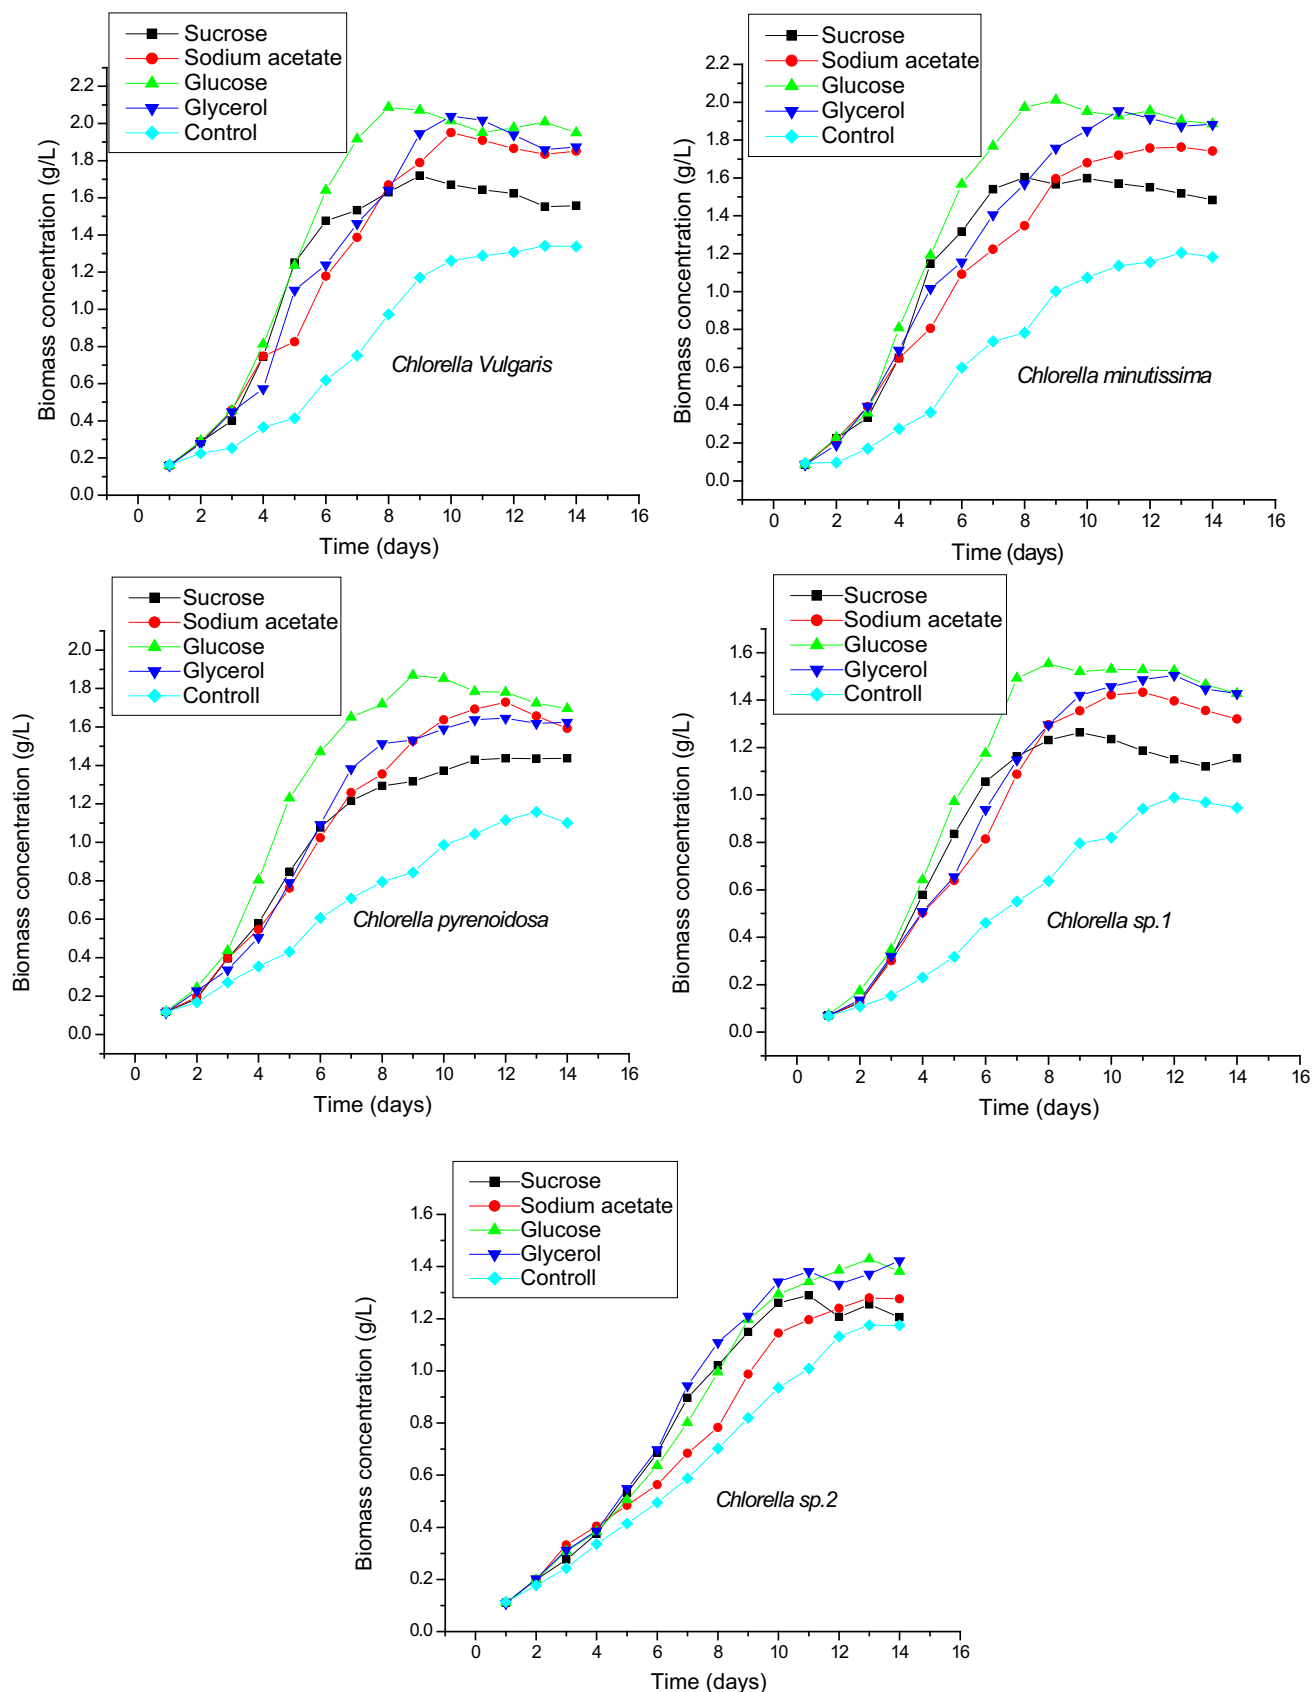 Sucrose
Sodium acetate
Glucose
Glycerol
Control
2.2
2.0
1.8
1.6
1.4
1.2
1.0
0.8
0.6
0.4
0.2
0.0
Biomass concentration (g/L)
Chlorella Vulgaris
0 2 4 6 8 10 12 14 16
Time (days)
Sucrose
Sodium acetate
Glucose
Glycerol
Control
2.2
2.0
1.8
1.6
1.4
1.2
1.0
0.8
0.6
0.4
0.2
0.0
Biomass concentration (g/L)
Chlorella minutissima
0 2 4 6 8 10 12 14 16
Time (days)
Sucrose
Sodium acetate
Glucose
Glycerol
Controll
2.0
1.8
1.6
1.4
1.2
1.0
0.8
0.6
0.4
0.2
0.0
Biomass concentration (g/L)
Chlorella pyrenoidosa
0 2 4 6 8 10 12 14 16
Time (days)
Sucrose
Sodium acetate
Glucose
Glycerol
Controll
1.6
1.4
1.2
1.0
0.8
0.6
0.4
0.2
0.0
Biomass concentration (g/L)
Chlorella sp.1
0 2 4 6 8 10 12 14 16
Time (days)
Sucrose
Sodium acetate
Glucose
Glycerol
Controll
1.6
1.4
1.2
1.0
0.8
0.6
0.4
0.2
0.0
Biomass concentration (g/L)
Chlorella sp.2
0 2 4 6 8 10 12 14 16
Time (days)